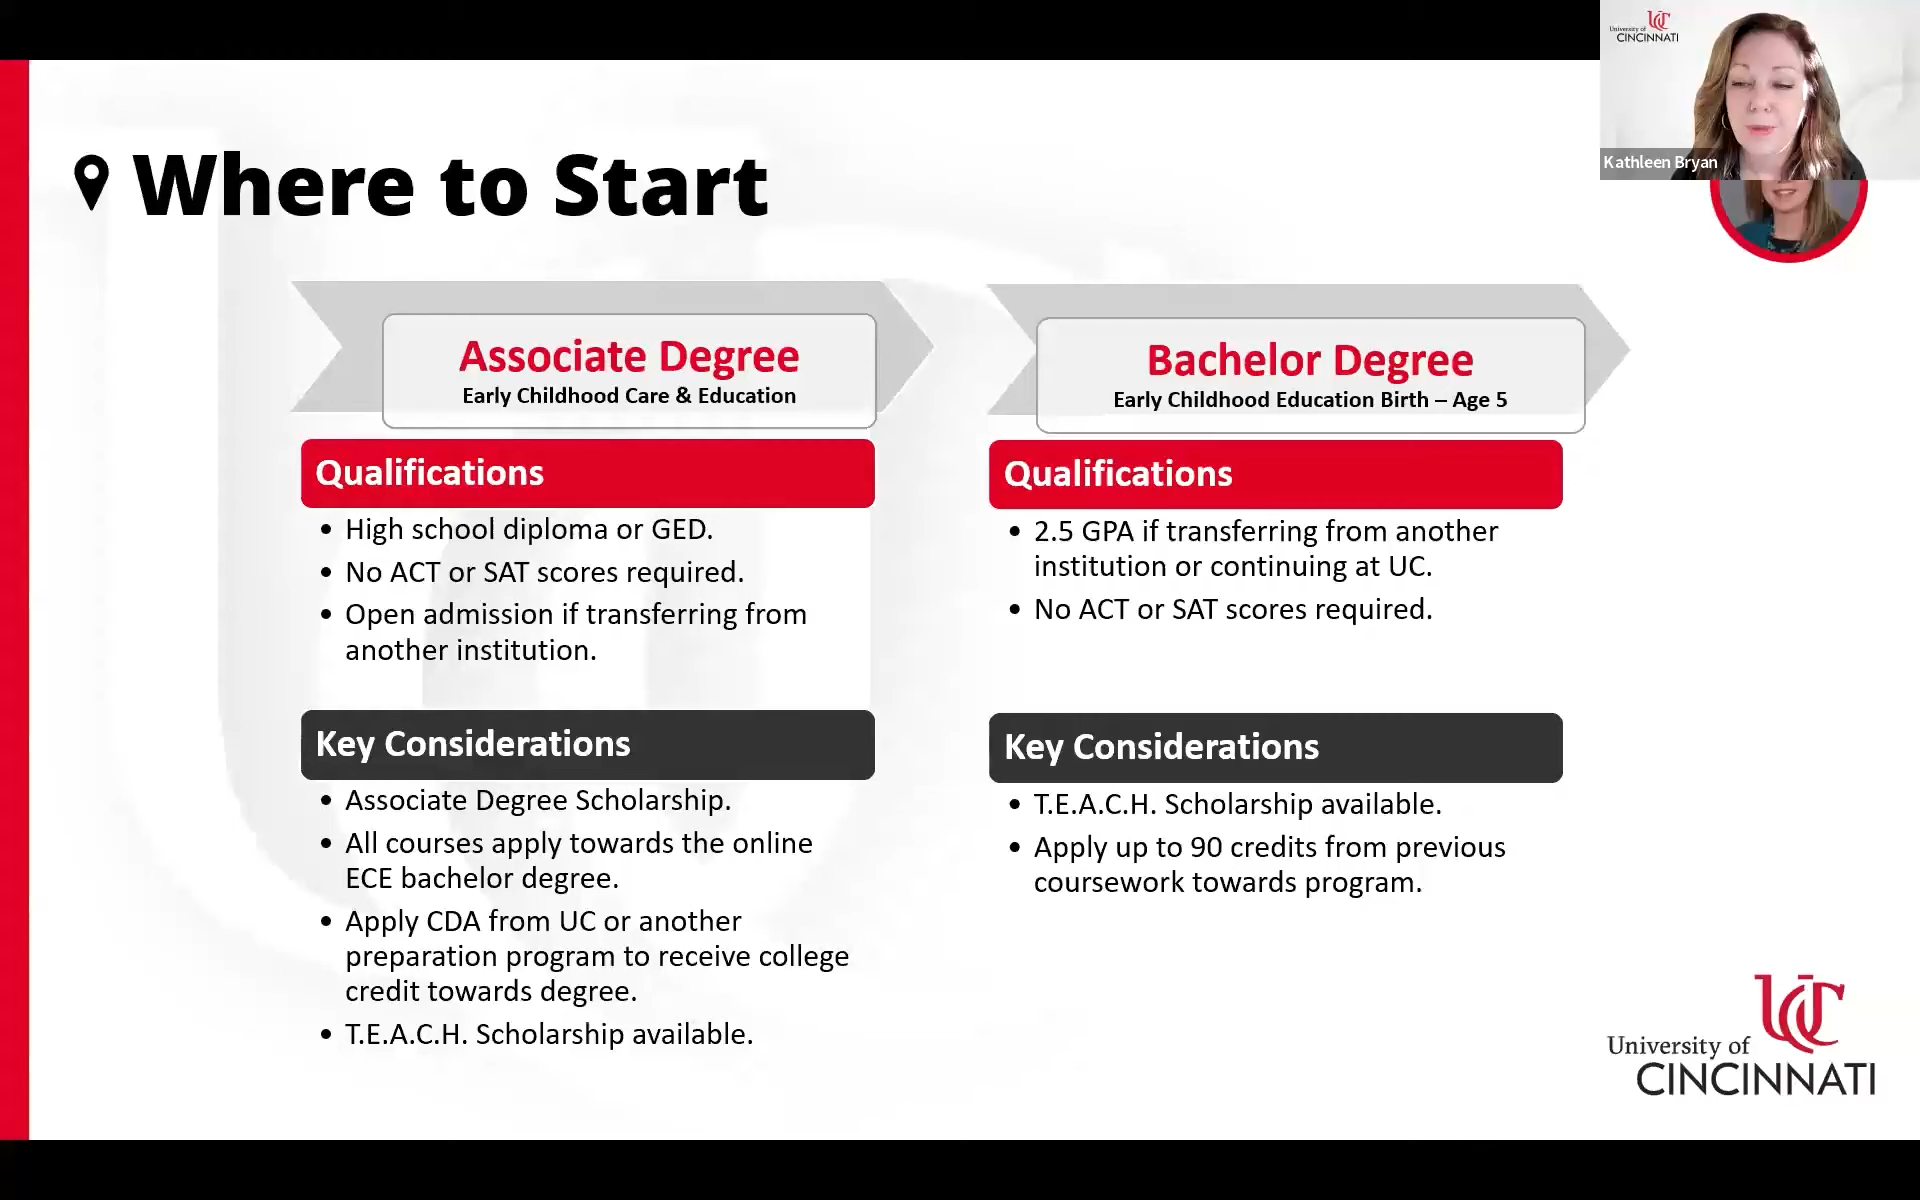 University of
CINCINNATI
Kathleen Bryan
Where to Start
Associate Degree
Early Childhood Care & Education
Qualifications
• High school diploma or GED.
• No ACT or SAT scores required.
• Open admission if transferring from
another institution.
Key Considerations
• Associate Degree Scholarship.
• All courses apply towards the online
ECE bachelor degree.
• Apply CDA from UC or another
preparation program to receive college
credit towards degree.
• T.E.A.C.H. Scholarship available.
Bachelor Degree
Early Childhood Education Birth – Age 5
Qualifications
• 2.5 GPA if transferring from another
institution or continuing at UC.
• No ACT or SAT scores required.
Key Considerations
• T.E.A.C.H. Scholarship available.
• Apply up to 90 credits from previous
coursework towards program.
UC
University of
CINCINNATI